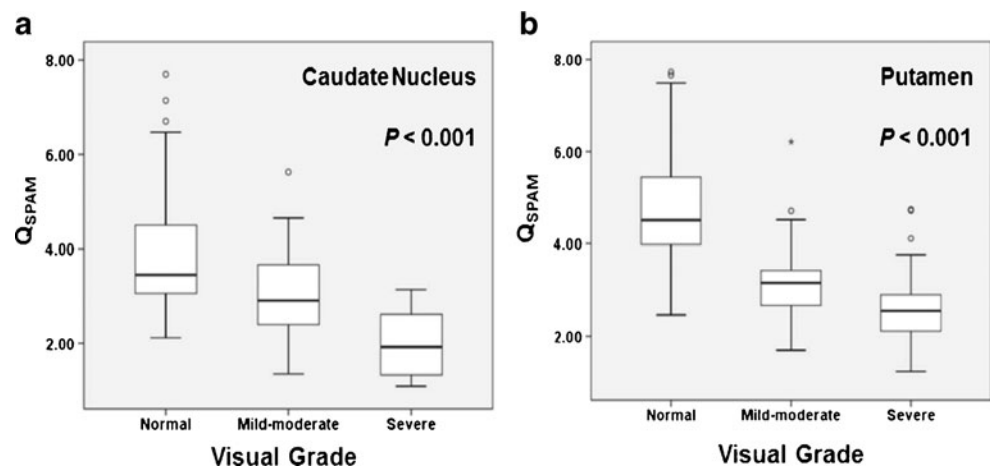 a
8.00
6.00
4.00
2.00
QSPAM
Caudate Nucleus
P < 0.001
Normal Mild-moderate Severe
Visual Grade
b
8.00
6.00
4.00
2.00
QSPAM
Putamen
P < 0.001
Normal Mild-moderate Severe
Visual Grade